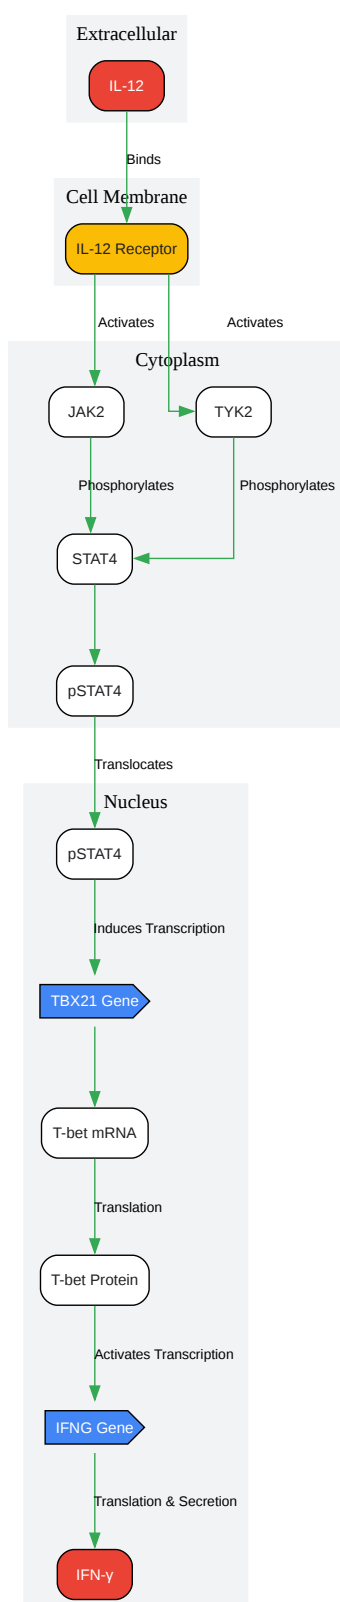 Extracellular
IL-12
Binds
Cell Membrane
IL-12 Receptor
Activates
Activates
Cytoplasm
JAK2
TYK2
Phosphorylates
Phosphorylates
STAT4
pSTAT4
Translocates
Nucleus
pSTAT4
Induces Transcription
TBX21 Gene
T-bet mRNA
Translation
T-bet Protein
Activates Transcription
IFNG Gene
Translation & Secretion
IFN-γ